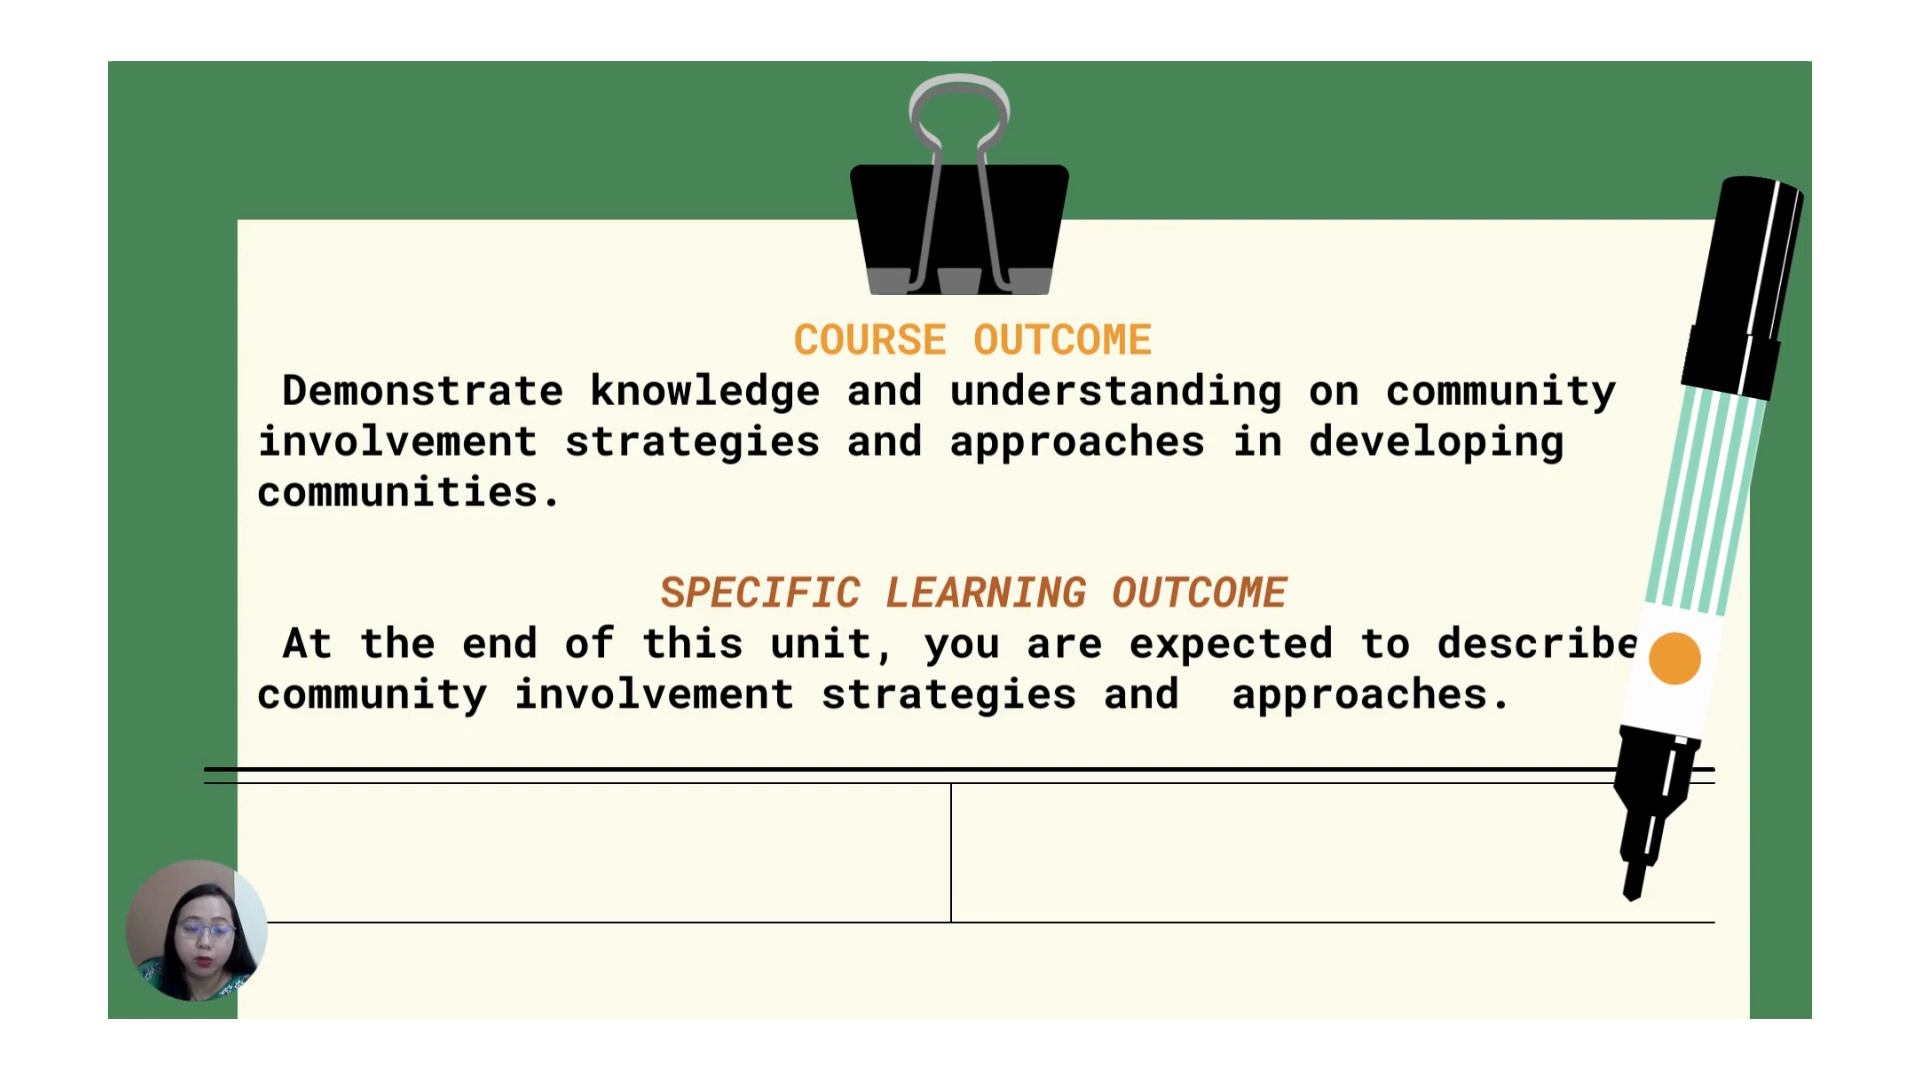 COURSE OUTCOME
Demonstrate knowledge and understanding on community
involvement strategies and approaches in developing
communities.
SPECIFIC LEARNING OUTCOME
At the end of this unit, you are expected to describe
community involvement strategies and  approaches.